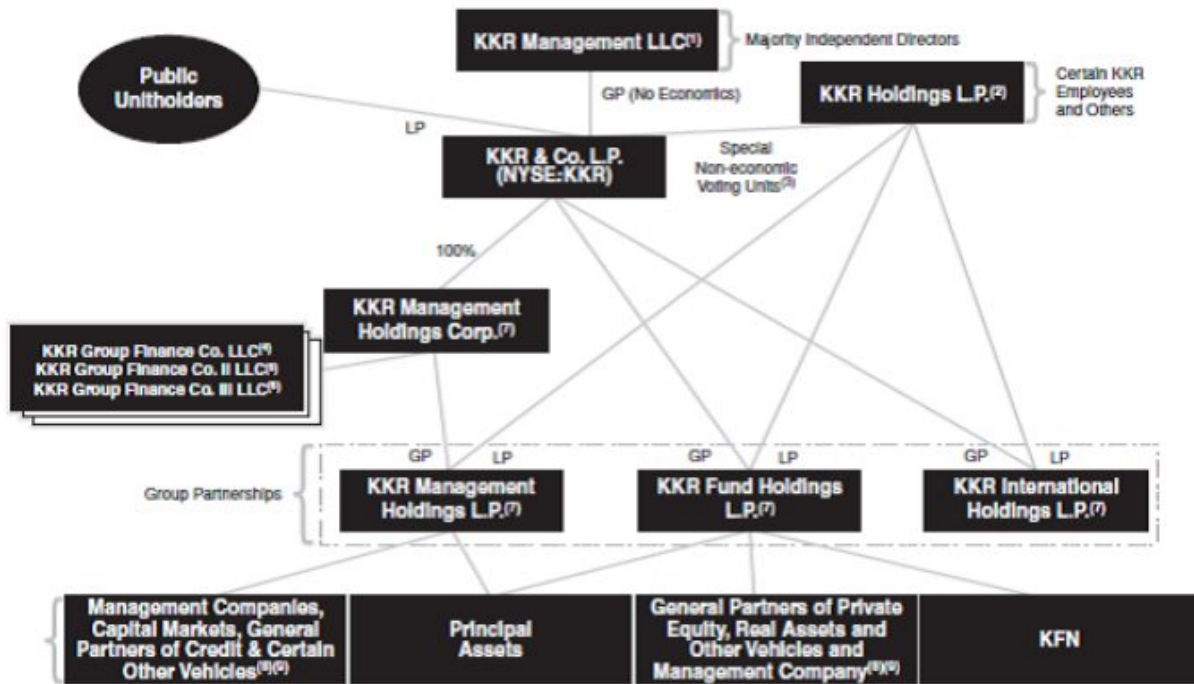 KKR Management LLC(1)
Majority Independent Directors
Public
Unitholders
GP (No Economics)
KKR Holdings L.P.(2)
Certain KKR
Employees
and Others
LP
KKR & Co. L.P.
(NYSE:KKR)
Special
Non-economic
Voting Units(3)
100%
KKR Management
Holdings Corp.(7)
KKR Group Finance Co. LLC(4)
KKR Group Finance Co. II LLC
KKR Group Finance Co. III LLC
GP LP
GP LP
GP LP
Group Partnerships
KKR Management
Holdings L.P.(7)
KKR Fund Holdings
L.P.(7)
KKR International
Holdings L.P.(7)
Management Companies,
Capital Markets, General
Partners of Credit & Certain
Other Vehicles(8)(9)
Principal
Assets
General Partners of Private
Equity, Real Assets and
Other Vehicles and
Management Company(8)(9)
KFN